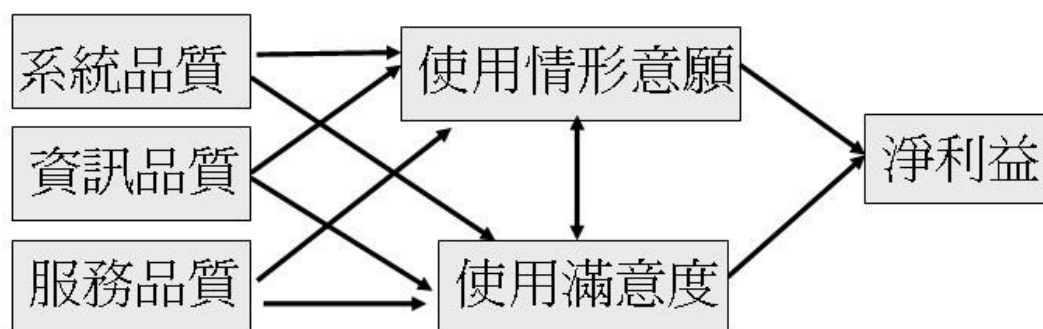 系統品質
資訊品質
服務品質
使用情形意願
使用滿意度
淨利益